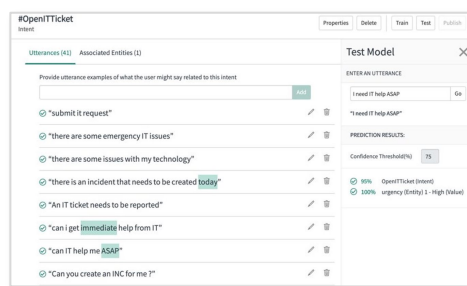 #OpenITTicket
Intent
Properties Delete Train Test Publish
Utterances (41) Associated Entities (1)
Provide utterance examples of what the user might say related to this intent
Add
"submit it request"
"there are some emergency IT issues"
"there are some issues with my technology"
"there is an incident that needs to be created today"
"An IT ticket needs to be reported"
"can i get immediate help from IT"
"can IT help me ASAP"
"Can you create an INC for me ?"
Test Model
ENTER AN UTTERANCE
I need IT help ASAP Go
"I need IT help ASAP"
PREDICTION RESULTS:
Confidence Threshold(%) 75
95% OpenITTicket (Intent)
100% urgency (Entity) 1 - High (Value)